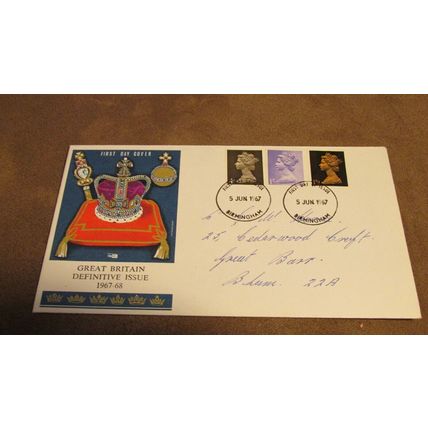 FIRST DAY COVER
GREAT BRITAIN
DEFINITIVE ISSUE
1967-68
5 JUN 1967
BIRMINGHAM
5 JUN 1967
BIRMINGHAM
25, Cedarwood Croft
Great Barr
B'ham. 22A